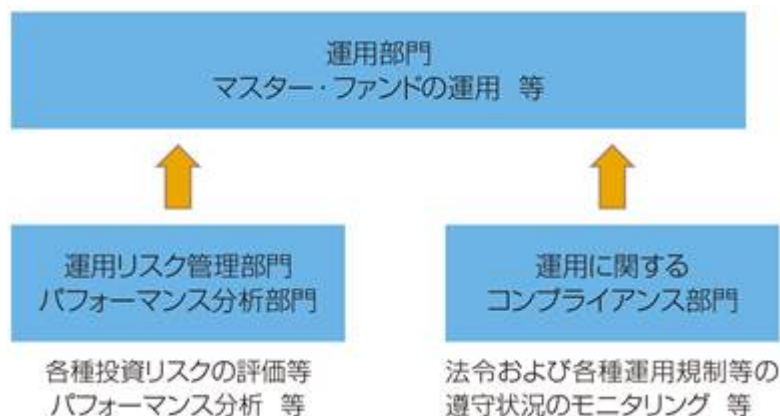 運用部門
マスター・ファンドの運用 等
運用リスク管理部門
パフォーマンス分析部門
各種投資リスクの評価等
パフォーマンス分析 等
運用に関する
コンプライアンス部門
法令および各種運用規制等の
遵守状況のモニタリング 等